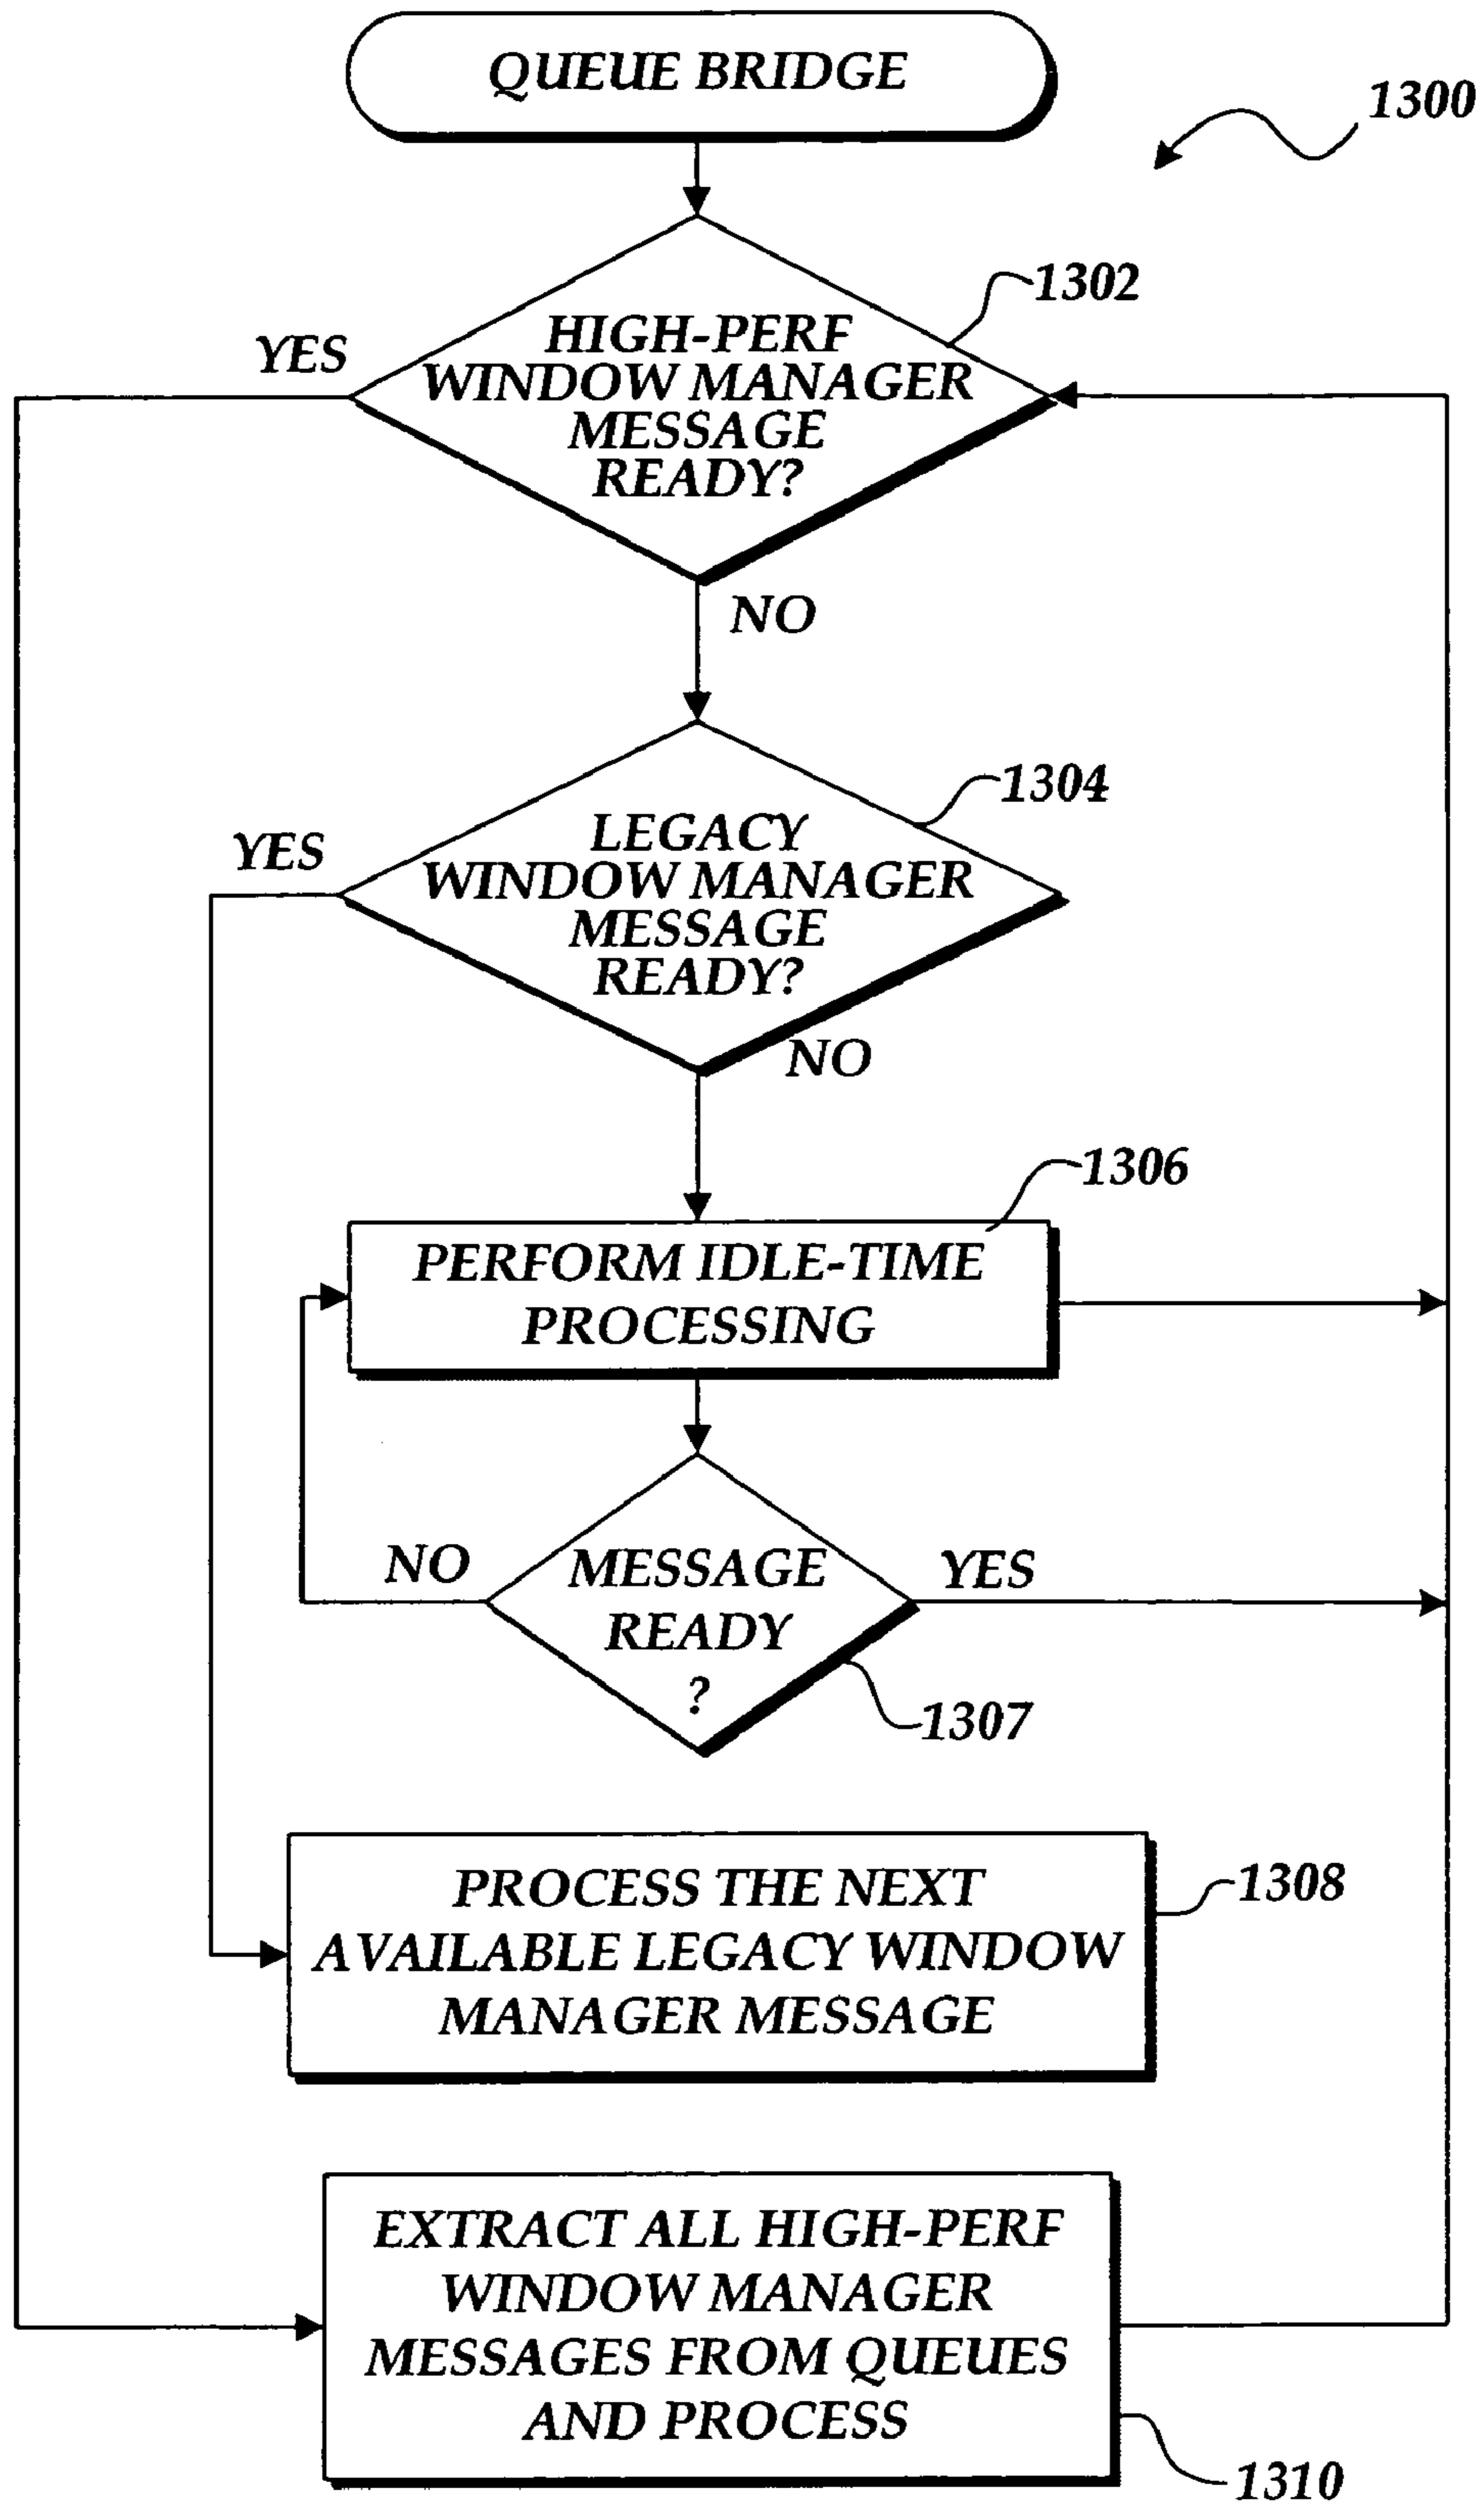 QUEUE BRIDGE
1300
1302
YES
HIGH-PERF
WINDOW MANAGER
MESSAGE
READY?
NO
1304
YES
LEGACY
WINDOW MANAGER
MESSAGE
READY?
NO
1306
PERFORM IDLE-TIME
PROCESSING
NO
MESSAGE
READY
?
YES
1307
PROCESS THE NEXT
AVAILABLE LEGACY WINDOW
MANAGER MESSAGE
1308
EXTRACT ALL HIGH-PERF
WINDOW MANAGER
MESSAGES FROM QUEUES
AND PROCESS
1310